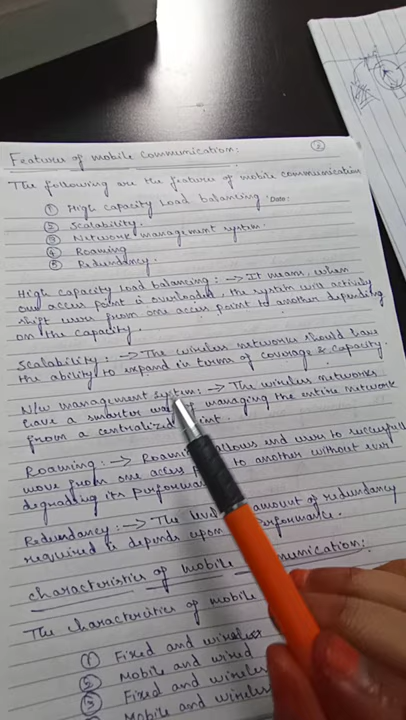 Features of mobile communication:
②
The following are the features of mobile communication
① High capacity Load balancing Date:
② Scalability.
③ Network management system.
④ Roaming
⑤ Redundancy.
High capacity Load balancing: → It means, when
one access point is overloaded, the system will actively
shift users from one access point to another depending
on the capacity.
Scalability: → The wireless networks should have
the ability to expand in terms of coverage & capacity.
N/w management system: → The wireless networks
have a smarter way of managing the entire network
from a centralized point.
Roaming: → Roaming allows end user to
move from one access to another without ever
degrading its performance
Redundancy: → The level amount of redundancy
required is depends upon performance.
characteristics of mobile communication:
The characteristics of mobile
① Fixed and wireless
② Mobile and wired
③ Fixed and wireless
Mobile and wireless